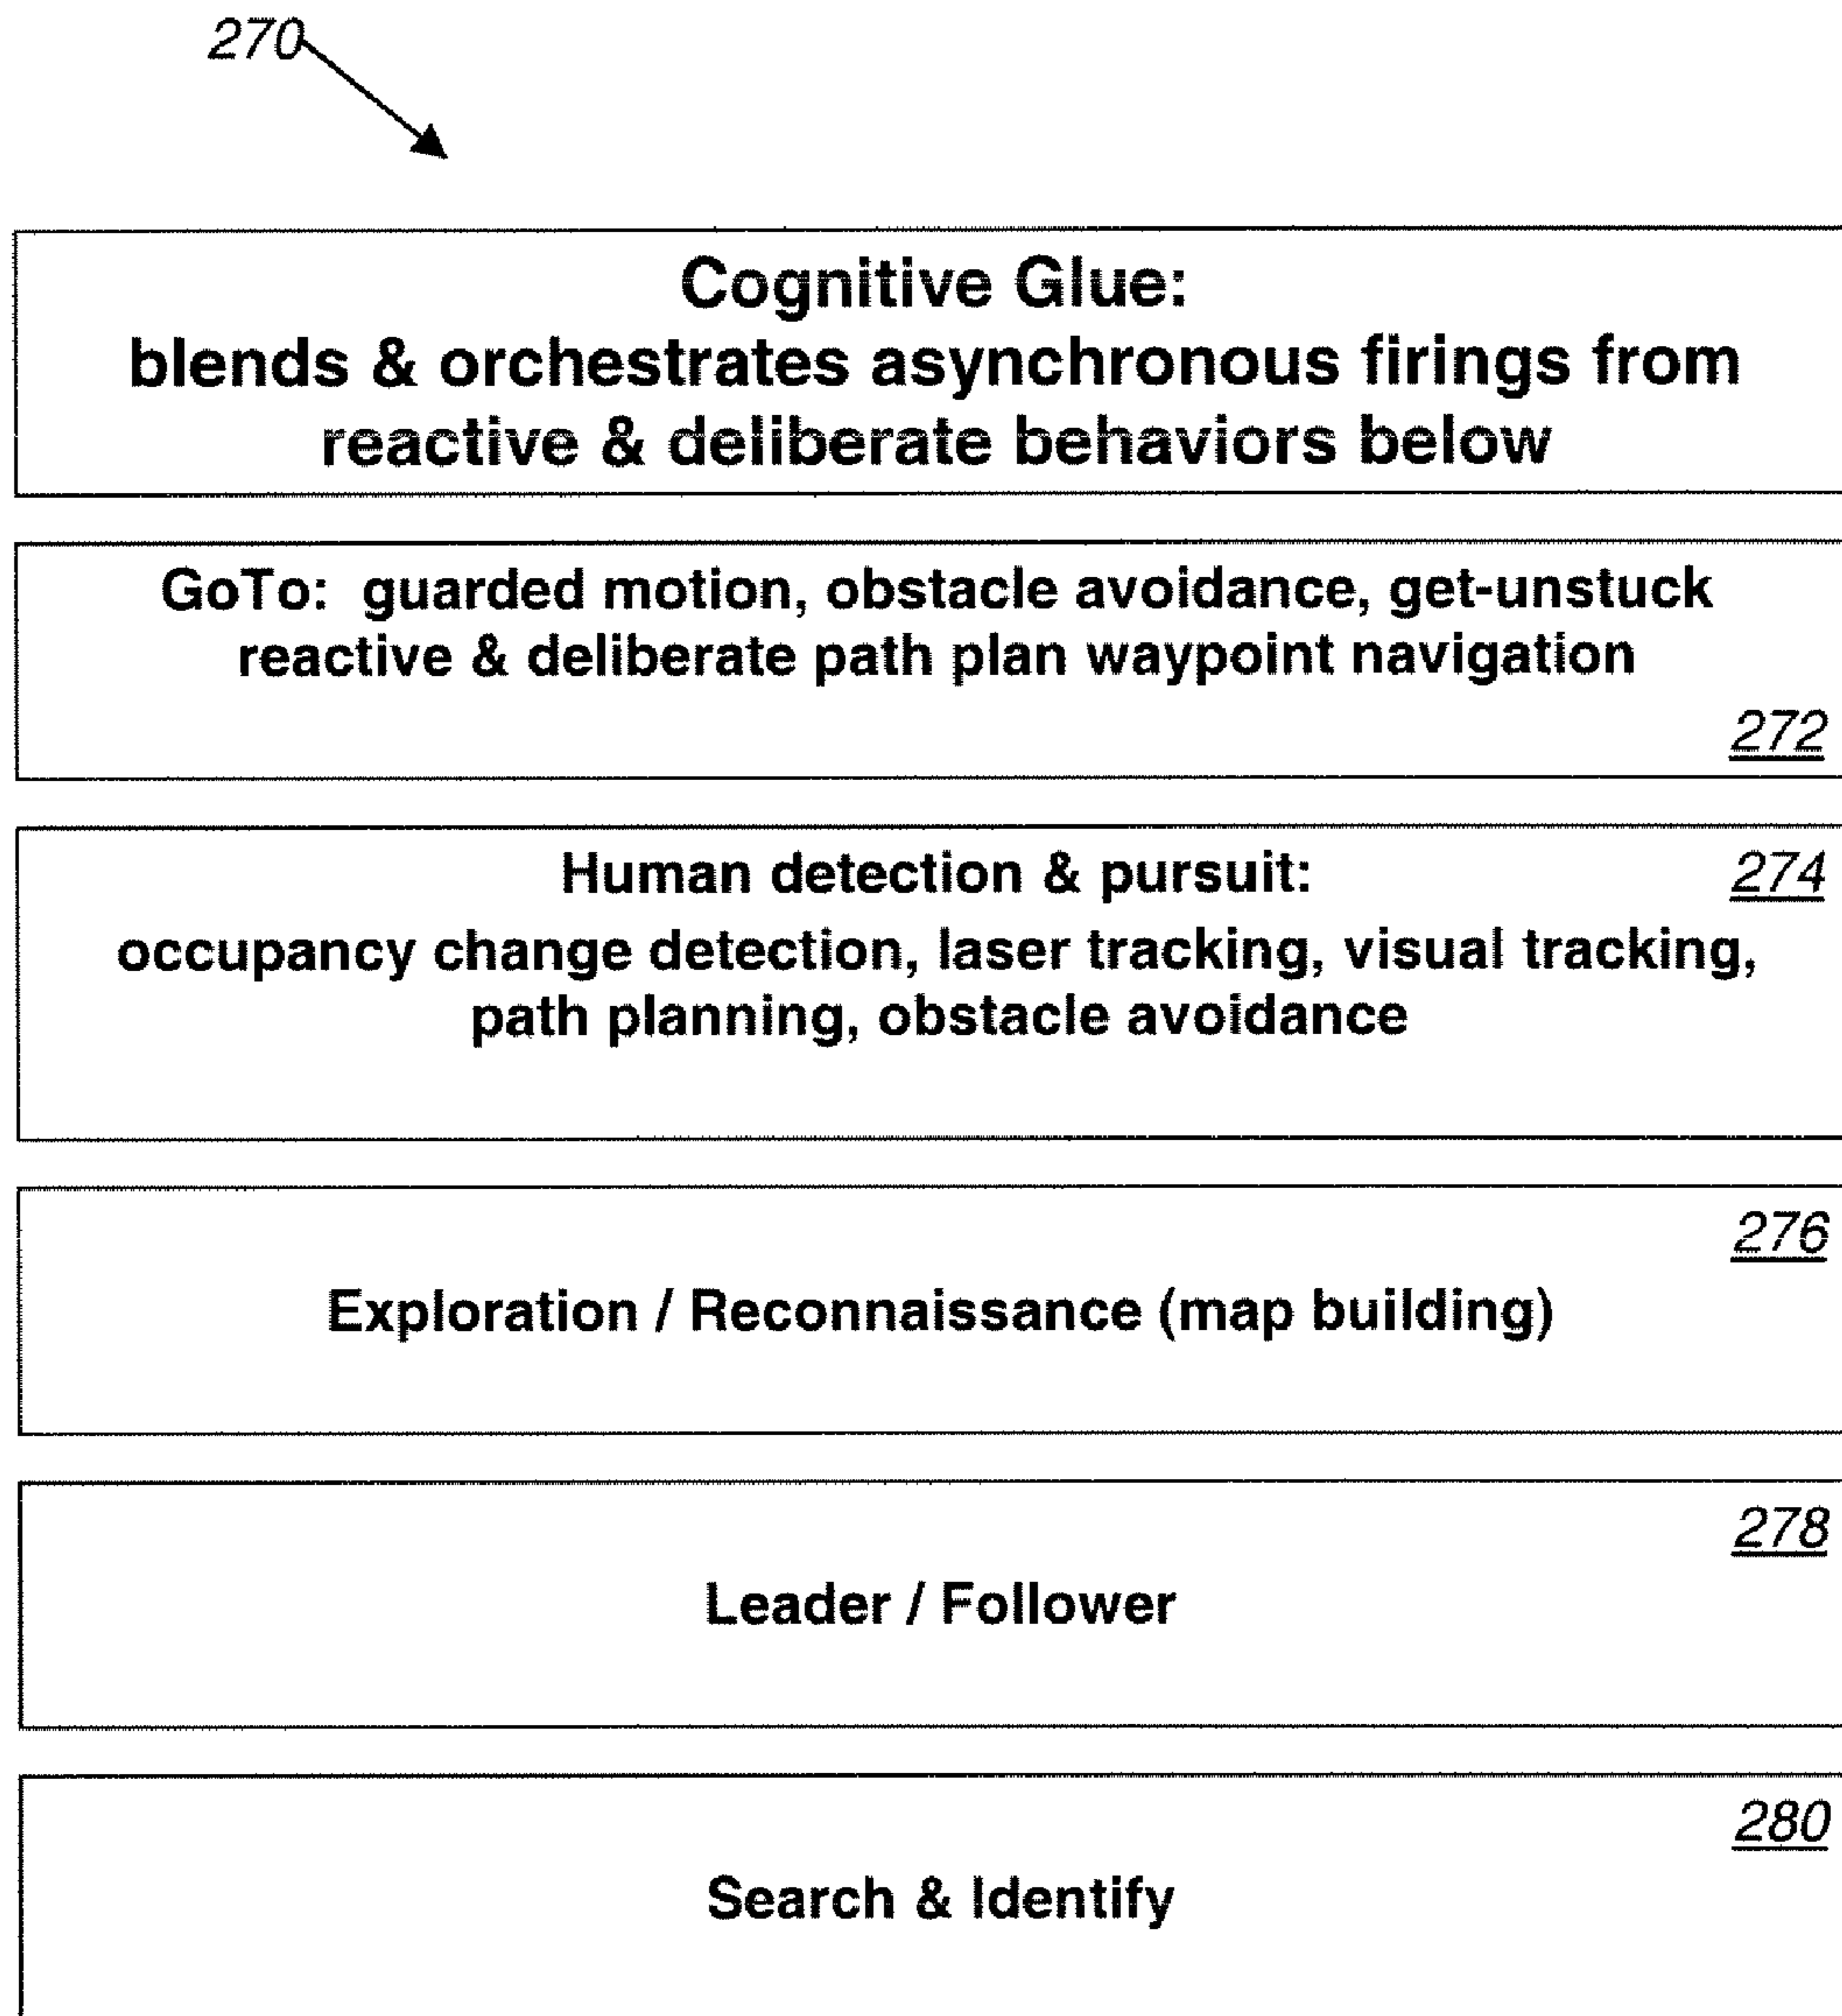 270
Cognitive Glue:
blends & orchestrates asynchronous firings from
reactive & deliberate behaviors below
GoTo: guarded motion, obstacle avoidance, get-unstuck
reactive & deliberate path plan waypoint navigation
272
Human detection & pursuit:
274
occupancy change detection, laser tracking, visual tracking,
path planning, obstacle avoidance
276
Exploration / Reconnaissance (map building)
278
Leader / Follower
280
Search & Identify